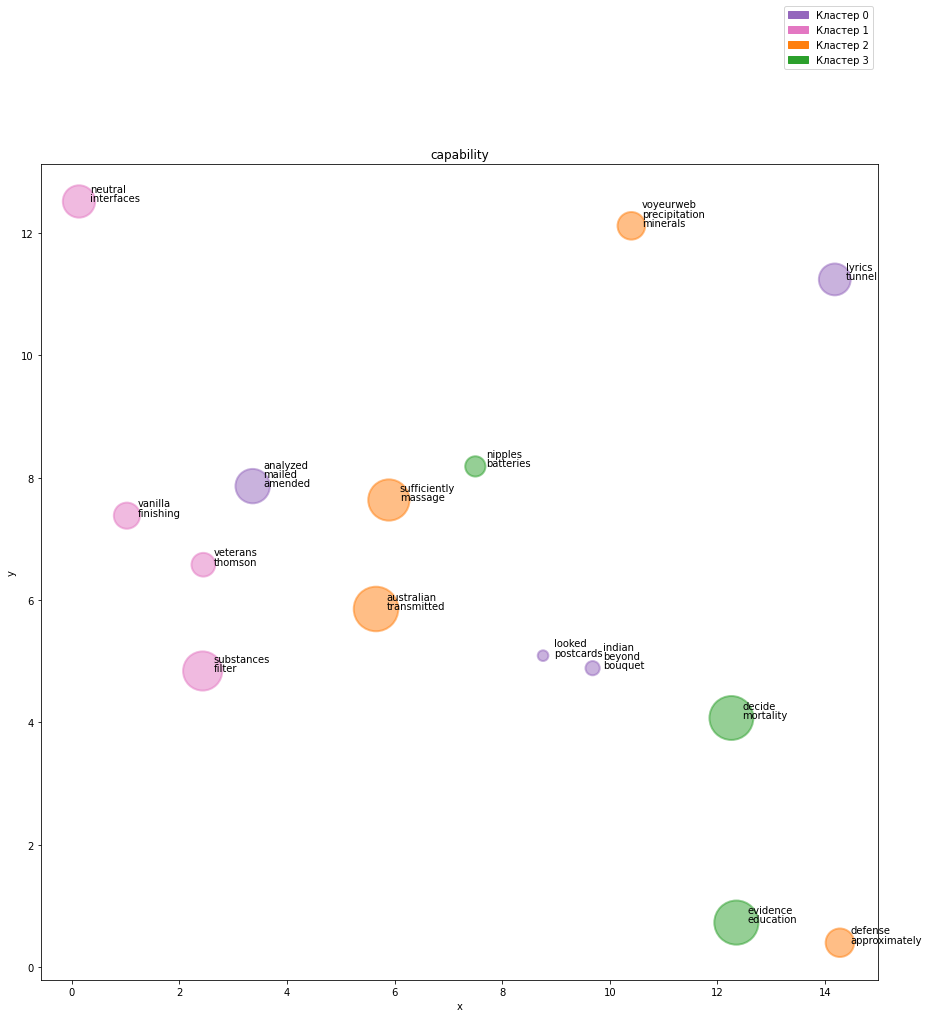 Кластер 0
Кластер 1
Кластер 2
Кластер 3
capability
neutral
interfaces
voyeurweb
precipitation
minerals
lyrics
tunnel
nipples
batteries
analyzed
mailed
amended
sufficiently
massage
vanilla
finishing
veterans
thomson
australian
transmitted
looked
postcards
indian
beyond
bouquet
substances
filter
decide
mortality
evidence
education
defense
approximately
12
10
8
6
4
2
0
y
0 2 4 6 8 10 12 14
x